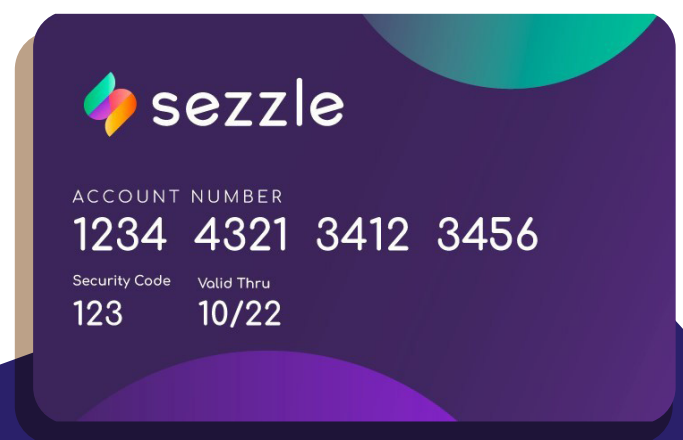 sezzle
ACCOUNT NUMBER
1234 4321 3412 3456
Security Code Valid Thru
123 10/22